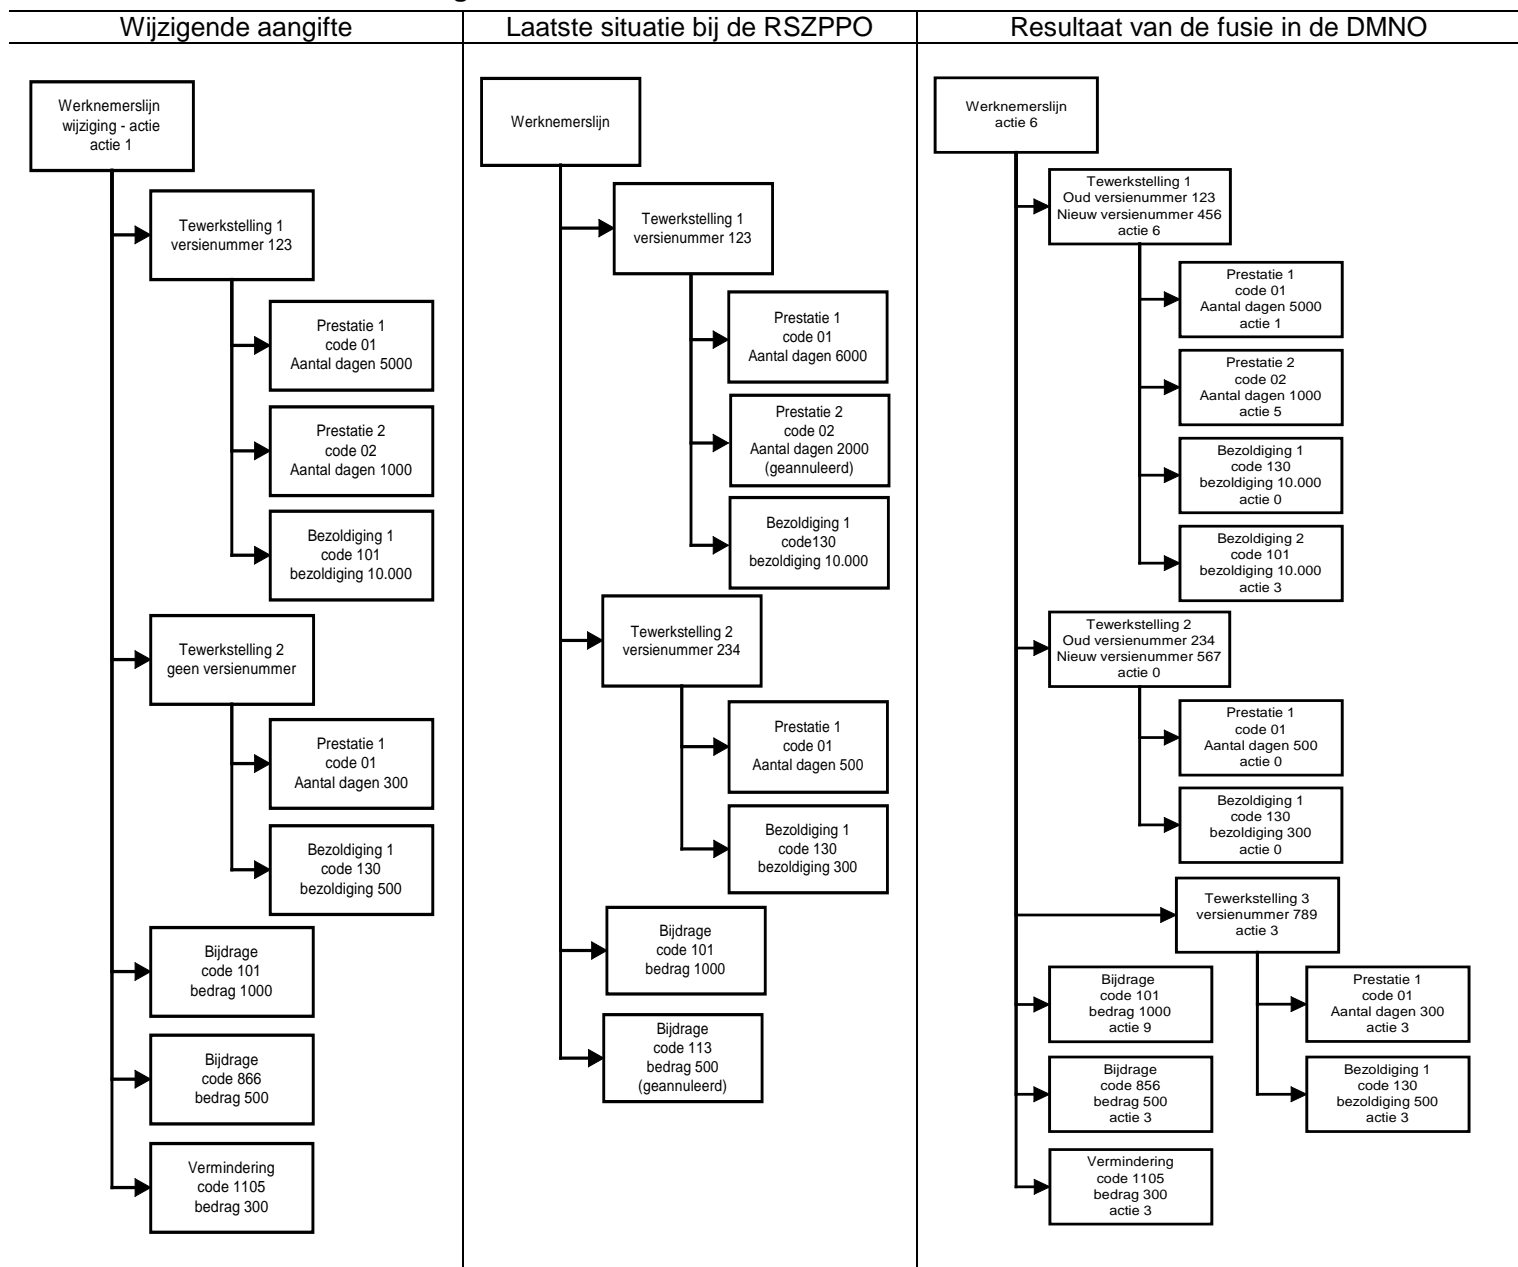 Wijzigende aangifte
Laatste situatie bij de RSZPPO
Resultaat van de fusie in de DMNO
Werknemerslijn
wijziging - actie
actie 1
Tewerkstelling 1
versienummer 123
Prestatie 1
code 01
Aantal dagen 5000
Prestatie 2
code 02
Aantal dagen 1000
Bezoldiging 1
code 101
bezoldiging 10.000
Tewerkstelling 2
geen versienummer
Prestatie 1
code 01
Aantal dagen 300
Bezoldiging 1
code 130
bezoldiging 500
Bijdrage
code 101
bedrag 1000
Bijdrage
code 866
bedrag 500
Vermindering
code 1105
bedrag 300
Werknemerslijn
Tewerkstelling 1
versienummer 123
Prestatie 1
code 01
Aantal dagen 6000
Prestatie 2
code 02
Aantal dagen 2000
(geannuleerd)
Bezoldiging 1
code130
bezoldiging 10.000
Tewerkstelling 2
versienummer 234
Prestatie 1
code 01
Aantal dagen 500
Bezoldiging 1
code 130
bezoldiging 300
Bijdrage
code 101
bedrag 1000
Bijdrage
code 113
bedrag 500
(geannuleerd)
Werknemerslijn
actie 6
Tewerkstelling 1
Oud versienummer 123
Nieuw versienummer 456
actie 6
Prestatie 1
code 01
Aantal dagen 5000
actie 1
Prestatie 2
code 02
Aantal dagen 1000
actie 5
Bezoldiging 1
code 130
bezoldiging 10.000
actie 0
Bezoldiging 2
code 101
bezoldiging 10.000
actie 3
Tewerkstelling 2
Oud versienummer 234
Nieuw versienummer 567
actie 0
Prestatie 1
code 01
Aantal dagen 500
actie 0
Bezoldiging 1
code 130
bezoldiging 300
actie 0
Tewerkstelling 3
versienummer 789
actie 3
Prestatie 1
code 01
Aantal dagen 300
actie 3
Bezoldiging 1
code 130
bezoldiging 500
actie 3
Bijdrage
code 101
bedrag 1000
actie 9
Bijdrage
code 856
bedrag 500
actie 3
Vermindering
code 1105
bedrag 300
actie 3